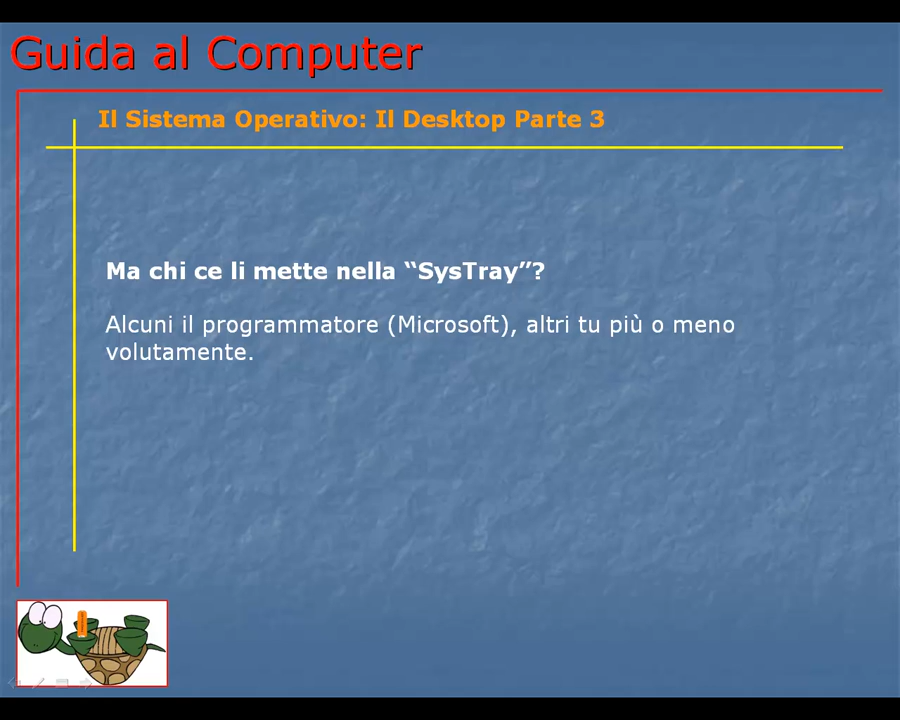 Guida al Computer
Il Sistema Operativo: Il Desktop Parte 3
Ma chi ce li mette nella “SysTray”?
Alcuni il programmatore (Microsoft), altri tu più o meno
volutamente.